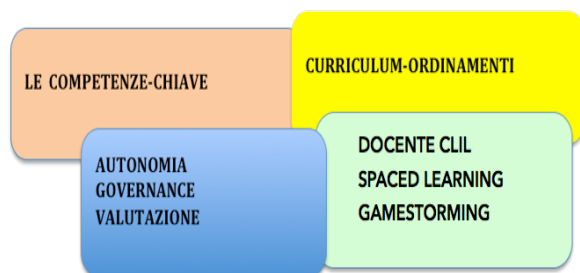 LE COMPETENZE-CHIAVE
CURRICULUM-ORDINAMENTI
AUTONOMIA
GOVERNANCE
VALUTAZIONE
DOCENTE CLIL
SPACED LEARNING
GAMESTORMING